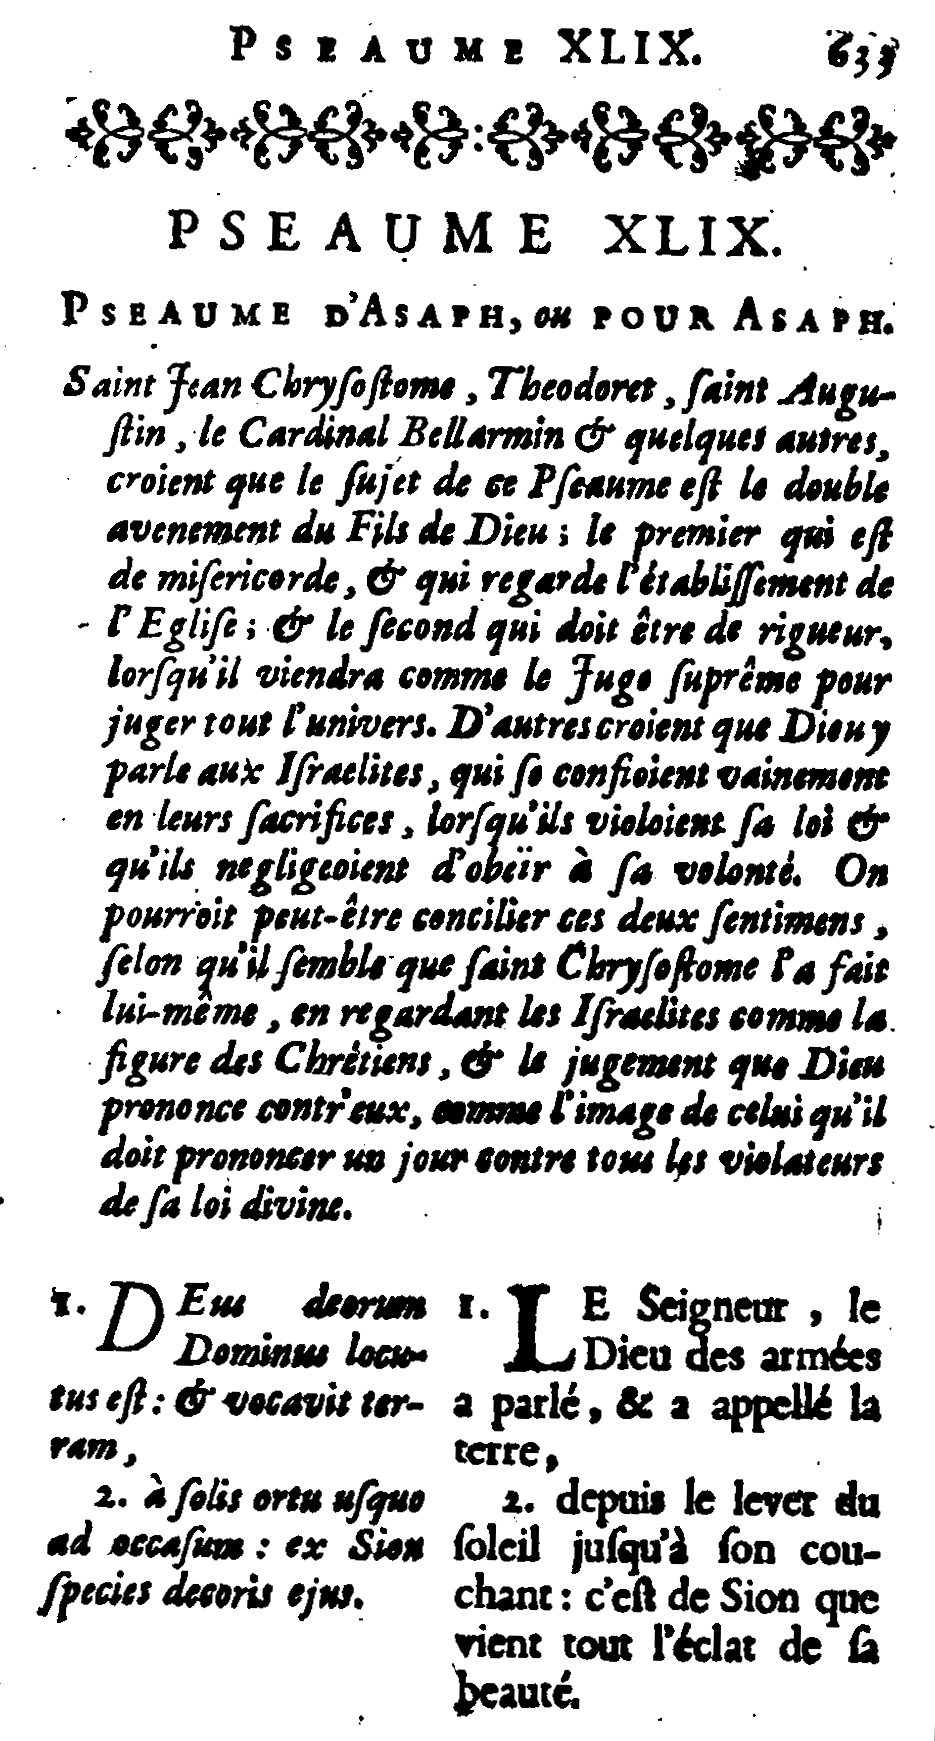 PSEAUME XLIX. 633
PSEAUME XLIX.
PSEAUME D'ASAPH, ou POUR ASAPH.
Saint Jean Chryſoſtome, Theodoret, ſaint Augu-
ſtin, le Cardinal Bellarmin & quelques autres,
croient que le ſujet de ce Pſeaume eſt le double
avenement du Fils de Dieu; le premier qui eſt
de miſericorde, & qui regarde l'établiſſement de
l'Egliſe; & le ſecond qui doit être de rigueur,
lorſqu'il viendra comme le Juge ſuprême pour
juger tout l'univers. D'autres croient que Dieu y
parle aux Iſraelites, qui ſe confioient vainement
en leurs ſacrifices, lorſqu'ils violoient ſa loi &
qu'ils negligeoient d'obeïr à ſa volonté. On
pourroit peut-être concilier ces deux ſentimens,
ſelon qu'il ſemble que ſaint Chryſoſtome l'a fait
lui-même, en regardant les Iſraelites comme la
figure des Chrétiens, & le jugement que Dieu
prononce contr'eux, comme l'image de celui qu'il
doit prononcer un jour contre tous les violateurs
de ſa loi divine.
1. DEus deorum
Dominus locu-
tus eſt: & vocavit ter-
ram,
2. à ſolis ortu uſque
ad occaſum: ex Sion
ſpecies decoris ejus.
1. LE Seigneur, le
Dieu des armées
a parlé, & a appellé la
terre,
2. depuis le lever du
ſoleil juſqu'à ſon cou-
chant: c'eſt de Sion que
vient tout l'éclat de ſa
beauté.